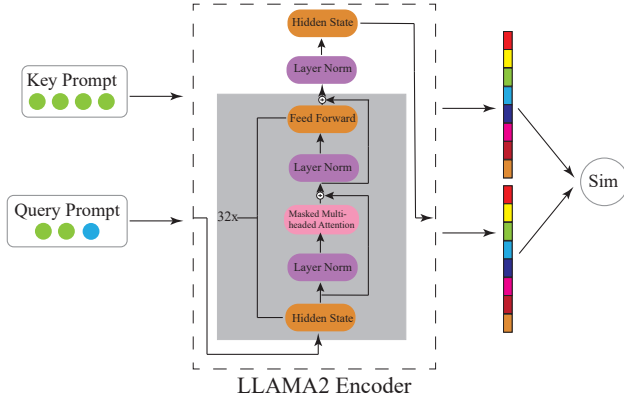 Hidden State
Layer Norm
Key Prompt
Feed Forward
Layer Norm
Query Prompt
32x
Masked Multi-
headed Attention
Sim
Layer Norm
Hidden State
LLAMA2 Encoder